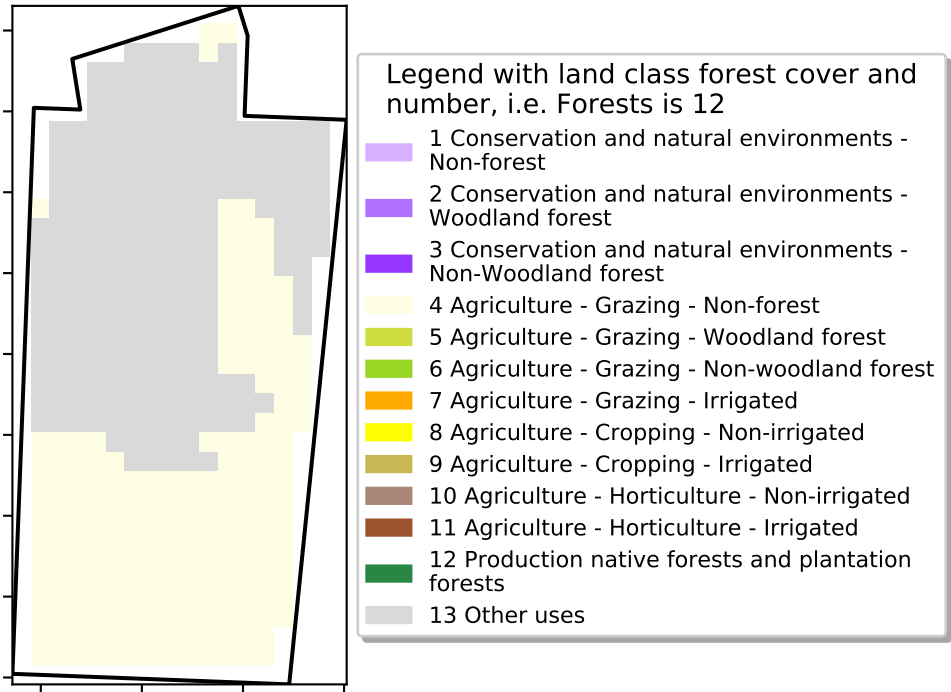 Legend with land class forest cover and
number, i.e. Forests is 12
1 Conservation and natural environments -
Non-forest
2 Conservation and natural environments -
Woodland forest
3 Conservation and natural environments -
Non-Woodland forest
4 Agriculture - Grazing - Non-forest
5 Agriculture - Grazing - Woodland forest
6 Agriculture - Grazing - Non-woodland forest
7 Agriculture - Grazing - Irrigated
8 Agriculture - Cropping - Non-irrigated
9 Agriculture - Cropping - Irrigated
10 Agriculture - Horticulture - Non-irrigated
11 Agriculture - Horticulture - Irrigated
12 Production native forests and plantation
forests
13 Other uses